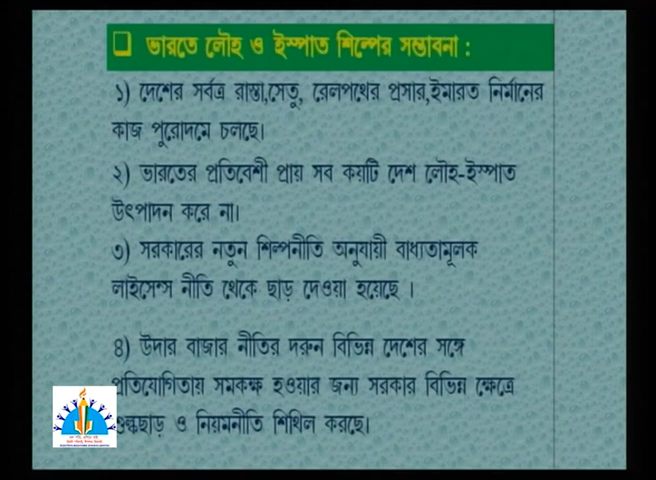 ভারতে লৌহ ও ইস্পাত শিল্পের সম্ভাবনা :
১) দেশের সর্বত্র রাস্তা,সেতু, রেলপথের প্রসার,ইমারত নির্মানের
কাজ পুরোদমে চলছে।
২) ভারতের প্রতিবেশী প্রায় সব কয়টি দেশ লৌহ-ইস্পাত
উৎপাদন করে না।
৩) সরকারের নতুন শিল্পনীতি অনুযায়ী বাধ্যতামূলক
লাইসেন্স নীতি থেকে ছাড় দেওয়া হয়েছে ।
৪) উদার বাজার নীতির দরুন বিভিন্ন দেশের সঙ্গে
প্রতিযোগিতায় সমকক্ষ হওয়ার জন্য সরকার বিভিন্ন ক্ষেত্রে
শুল্কছাড় ও নিয়মনীতি শিথিল করছে।